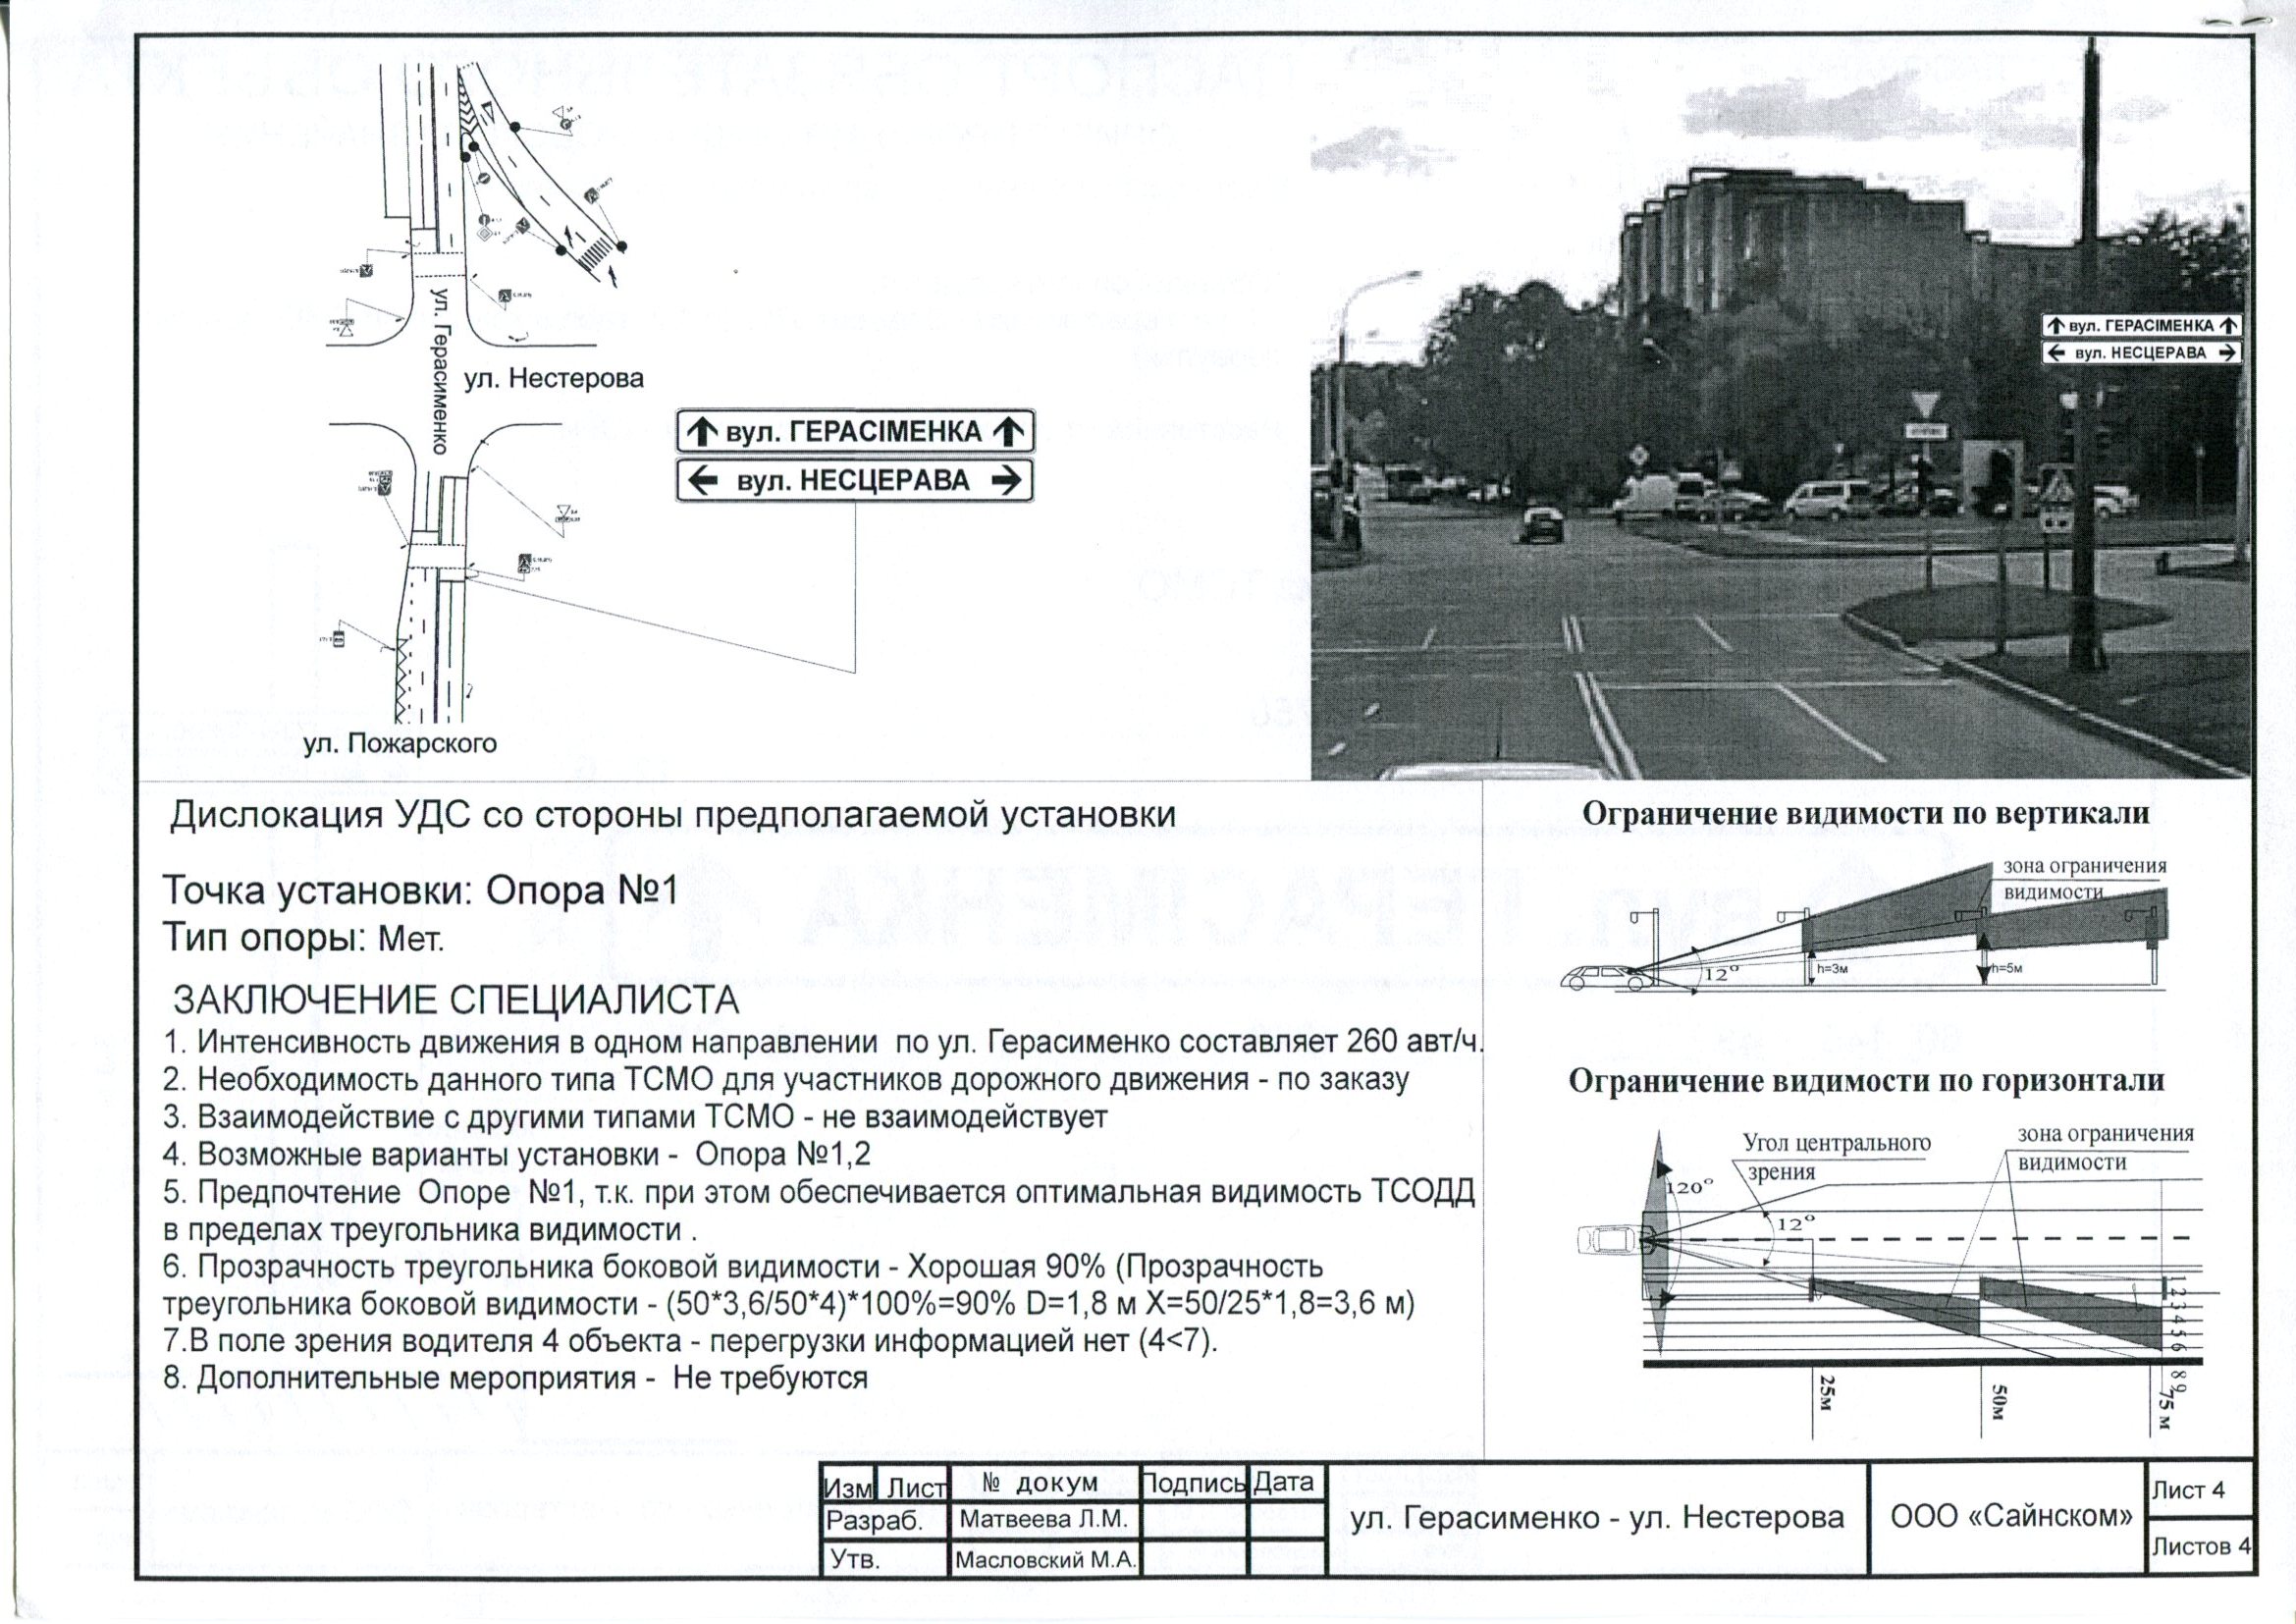 ул. Герасименко
ул. Нестерова
вул. ГЕРАСІМЕНКА
вул. НЕСЦЕРАВА
ул. Пожарского
вул. ГЕРАСІМЕНКА
вул. НЕСЦЕРАВА
Дислокация УДС со стороны предполагаемой установки
Точка установки: Опора №1
Тип опоры: Мет.
ЗАКЛЮЧЕНИЕ СПЕЦИАЛИСТА
1. Интенсивность движения в одном направлении по ул. Герасименко составляет 260 авт/ч.
2. Необходимость данного типа ТСМО для участников дорожного движения - по заказу
3. Взаимодействие с другими типами ТСМО - не взаимодействует
4. Возможные варианты установки - Опора №1,2
5. Предпочтение Опоре №1, т.к. при этом обеспечивается оптимальная видимость ТСОДД
в пределах треугольника видимости .
6. Прозрачность треугольника боковой видимости - Хорошая 90% (Прозрачность
треугольника боковой видимости - (50*3,6/50*4)*100%=90% D=1,8 м X=50/25*1,8=3,6 м)
7.В поле зрения водителя 4 объекта - перегрузки информацией нет (4<7).
8. Дополнительные мероприятия - Не требуются
Ограничение видимости по вертикали
зона ограничения
видимости
12°
h=3м
h=5м
Ограничение видимости по горизонтали
Угол центрального
зрения
зона ограничения
видимости
120°
12°
1 2 3 4 5 6 8 9
25м
50м
75 м
Изм Лист № докум Подпись Дата
Разраб. Матвеева Л.М.
Утв. Масловский М.А.
ул. Герасименко - ул. Нестерова
ООО «Сайнском»
Лист 4
Листов 4